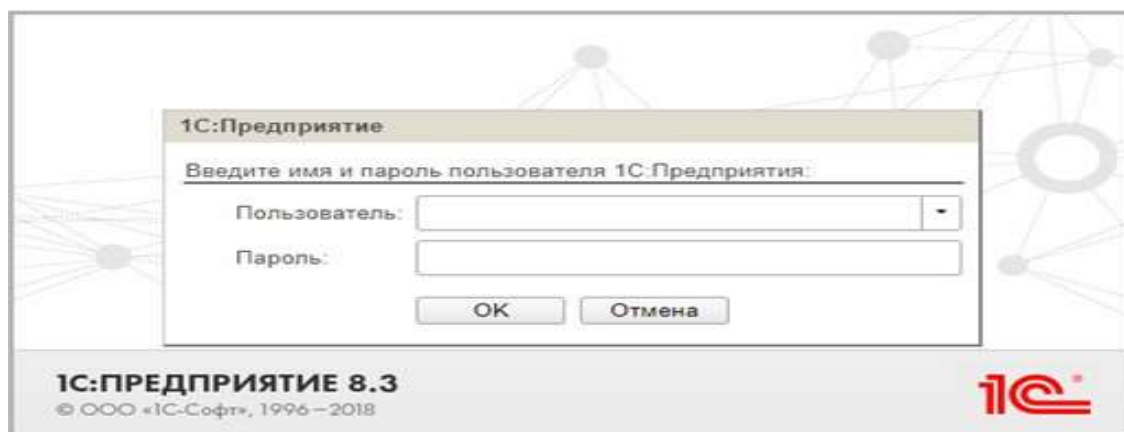 1С:Предприятие
Введите имя и пароль пользователя 1С:Предприятия:
Пользователь:
Пароль:
OK
Отмена
1С:ПРЕДПРИЯТИЕ 8.3
© ООО «1С-Софт», 1996–2018
1С